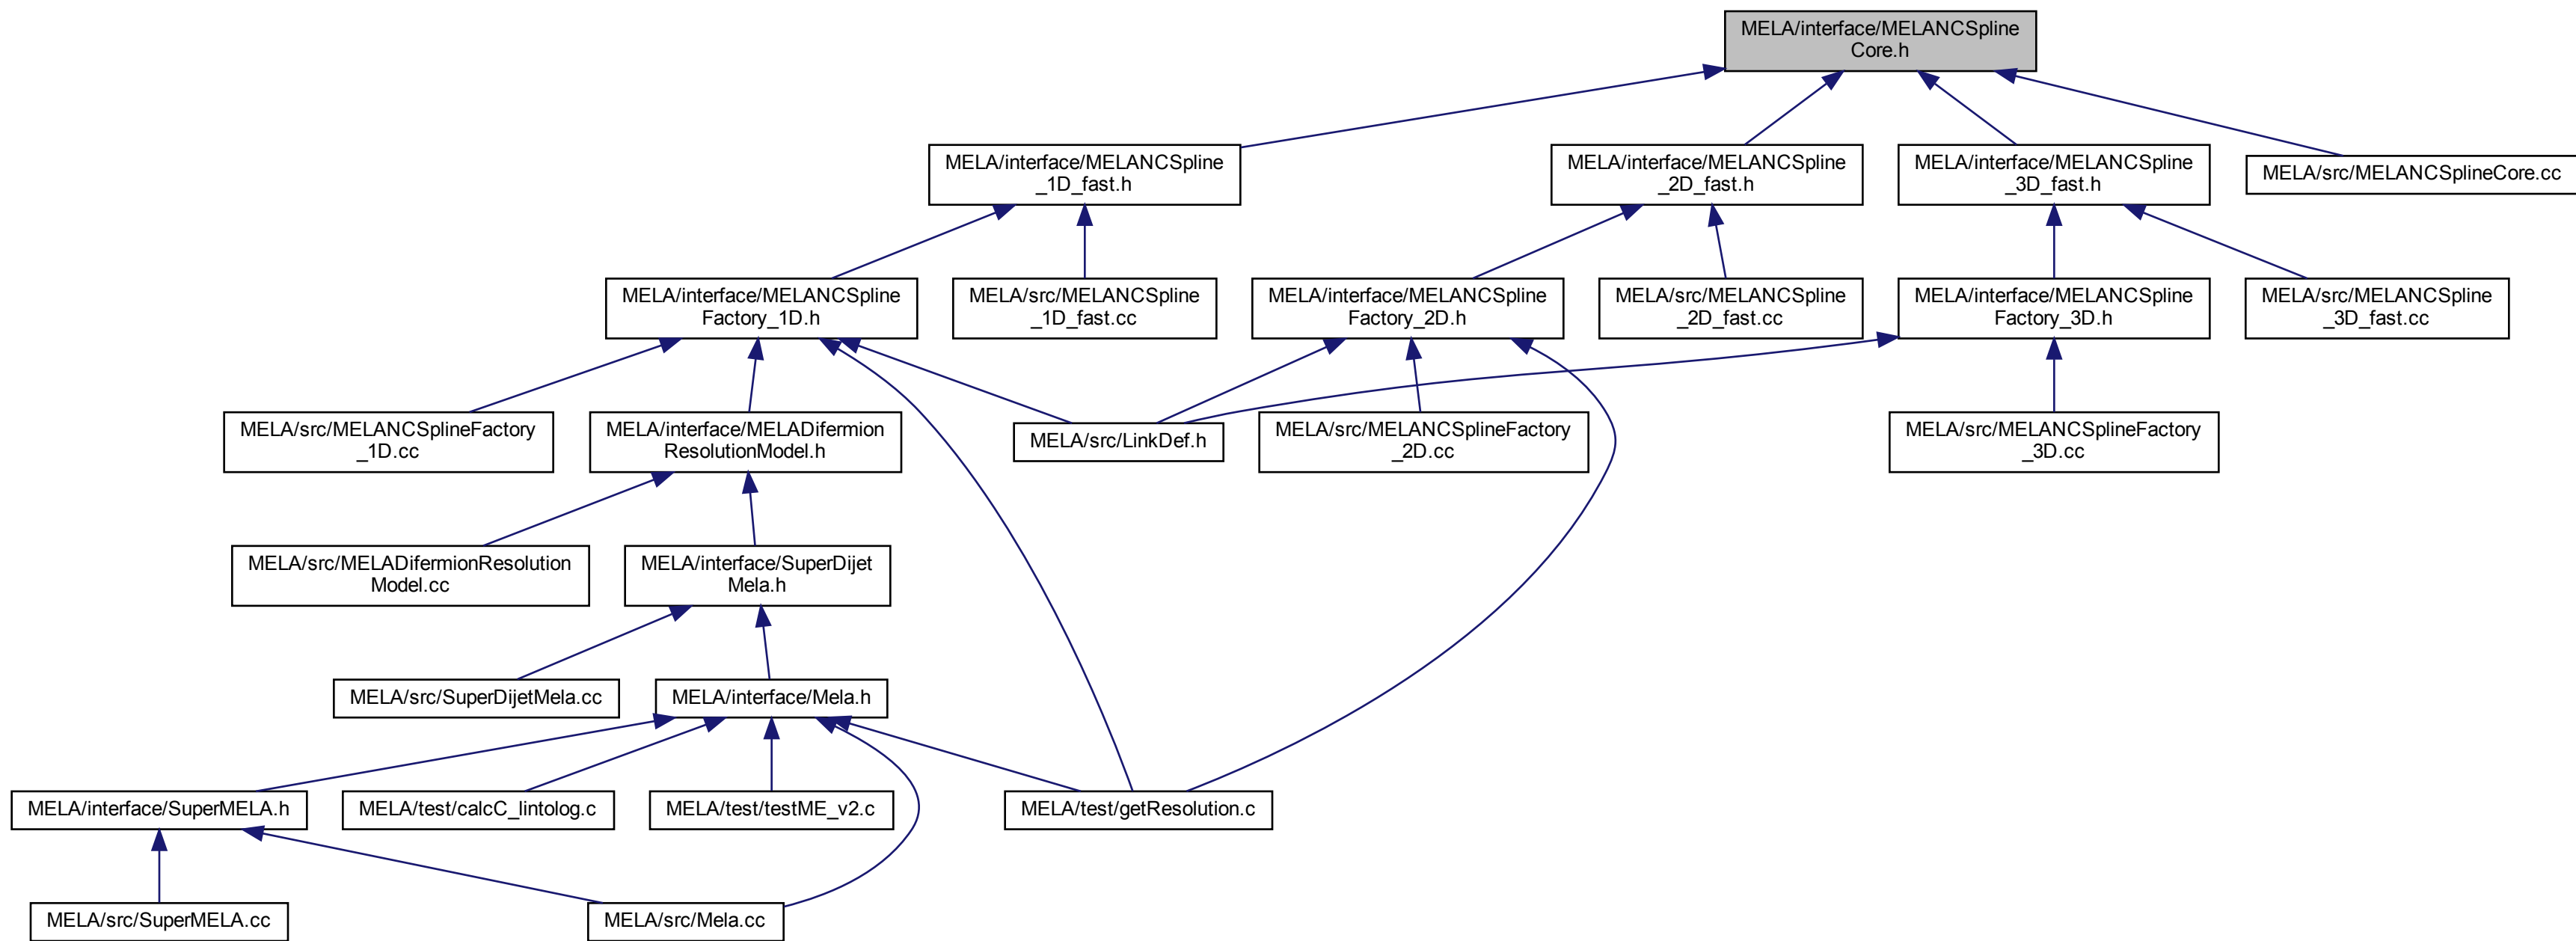 MELA/interface/MELANCSpline
Core.h
MELA/interface/MELANCSpline
_1D_fast.h
MELA/interface/MELANCSpline
_2D_fast.h
MELA/interface/MELANCSpline
_3D_fast.h
MELA/src/MELANCSplineCore.cc
MELA/interface/MELANCSpline
Factory_1D.h
MELA/src/MELANCSpline
_1D_fast.cc
MELA/interface/MELANCSpline
Factory_2D.h
MELA/src/MELANCSpline
_2D_fast.cc
MELA/interface/MELANCSpline
Factory_3D.h
MELA/src/MELANCSpline
_3D_fast.cc
MELA/src/MELANCSplineFactory
_1D.cc
MELA/interface/MELADifermion
ResolutionModel.h
MELA/src/LinkDef.h
MELA/src/MELANCSplineFactory
_2D.cc
MELA/src/MELANCSplineFactory
_3D.cc
MELA/src/MELADifermionResolution
Model.cc
MELA/interface/SuperDijet
Mela.h
MELA/src/SuperDijetMela.cc
MELA/interface/Mela.h
MELA/interface/SuperMELA.h
MELA/test/calcC_lintolog.c
MELA/test/testME_v2.c
MELA/test/getResolution.c
MELA/src/SuperMELA.cc
MELA/src/Mela.cc